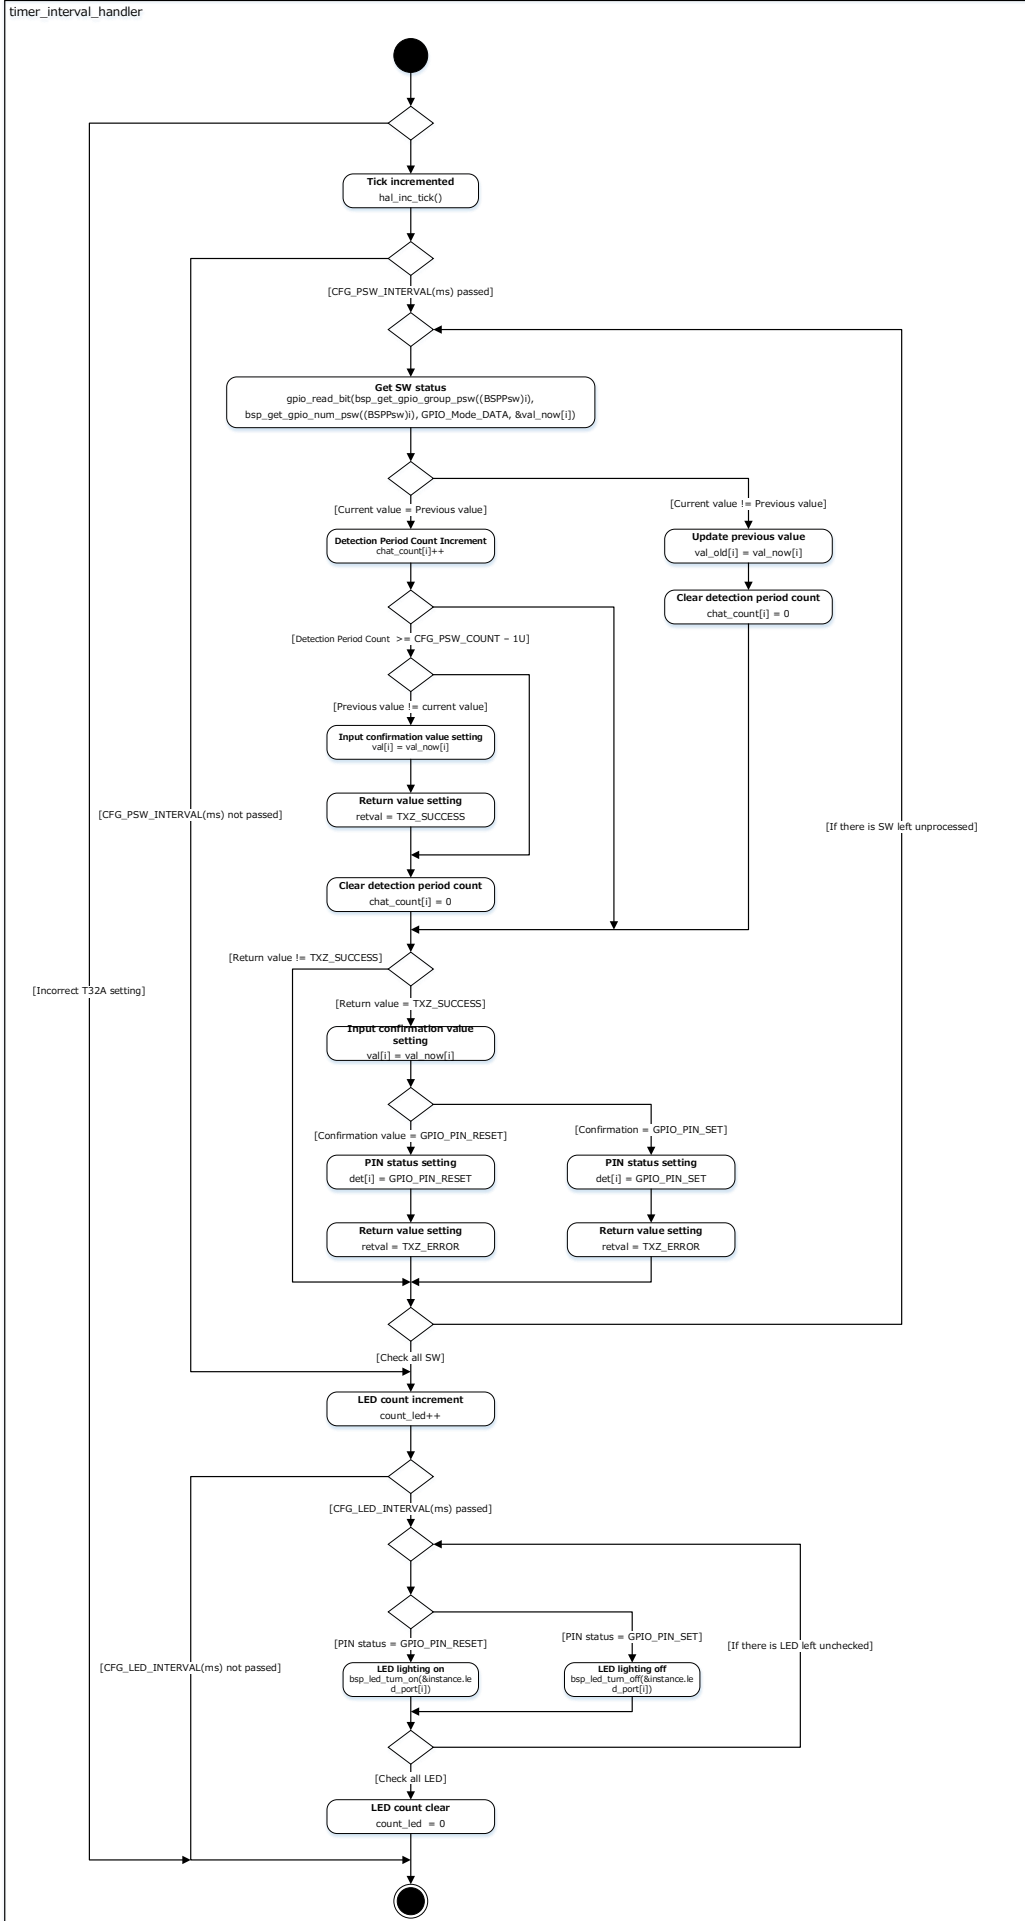 timer_interval_handler
Tick incremented
hal_inc_tick()
[CFG_PSW_INTERVAL(ms) passed]
Get SW status
gpio_read_bit(bsp_get_gpio_group_psw((BSPPsw)i),
bsp_get_gpio_num_psw((BSPPsw)i), GPIO_Mode_DATA, &val_now[i])
[Current value != Previous value]
[Current value = Previous value]
Detection Period Count Increment
chat_count[i]++
Update previous value
val_old[i] = val_now[i]
Clear detection period count
chat_count[i] = 0
[Detection Period Count  >= CFG_PSW_COUNT – 1U]
[Previous value != current value]
Input confirmation value setting
val[i] = val_now[i]
Return value setting
retval = TXZ_SUCCESS
[CFG_PSW_INTERVAL(ms) not passed]
[If there is SW left unprocessed]
Clear detection period count
chat_count[i] = 0
[Return value != TXZ_SUCCESS]
[Incorrect T32A setting]
[Return value = TXZ_SUCCESS]
Input confirmation value
setting
val[i] = val_now[i]
[Confirmation value = GPIO_PIN_RESET]
[Confirmation = GPIO_PIN_SET]
PIN status setting
det[i] = GPIO_PIN_RESET
PIN status setting
det[i] = GPIO_PIN_SET
Return value setting
retval = TXZ_ERROR
Return value setting
retval = TXZ_ERROR
[Check all SW]
LED count increment
count_led++
[CFG_LED_INTERVAL(ms) passed]
[PIN status = GPIO_PIN_RESET]
[PIN status = GPIO_PIN_SET]
[If there is LED left unchecked]
[CFG_LED_INTERVAL(ms) not passed]
LED lighting on
bsp_led_turn_on(&instance.le
d_port[i])
LED lighting off
bsp_led_turn_off(&instance.le
d_port[i])
[Check all LED]
LED count clear
count_led  = 0